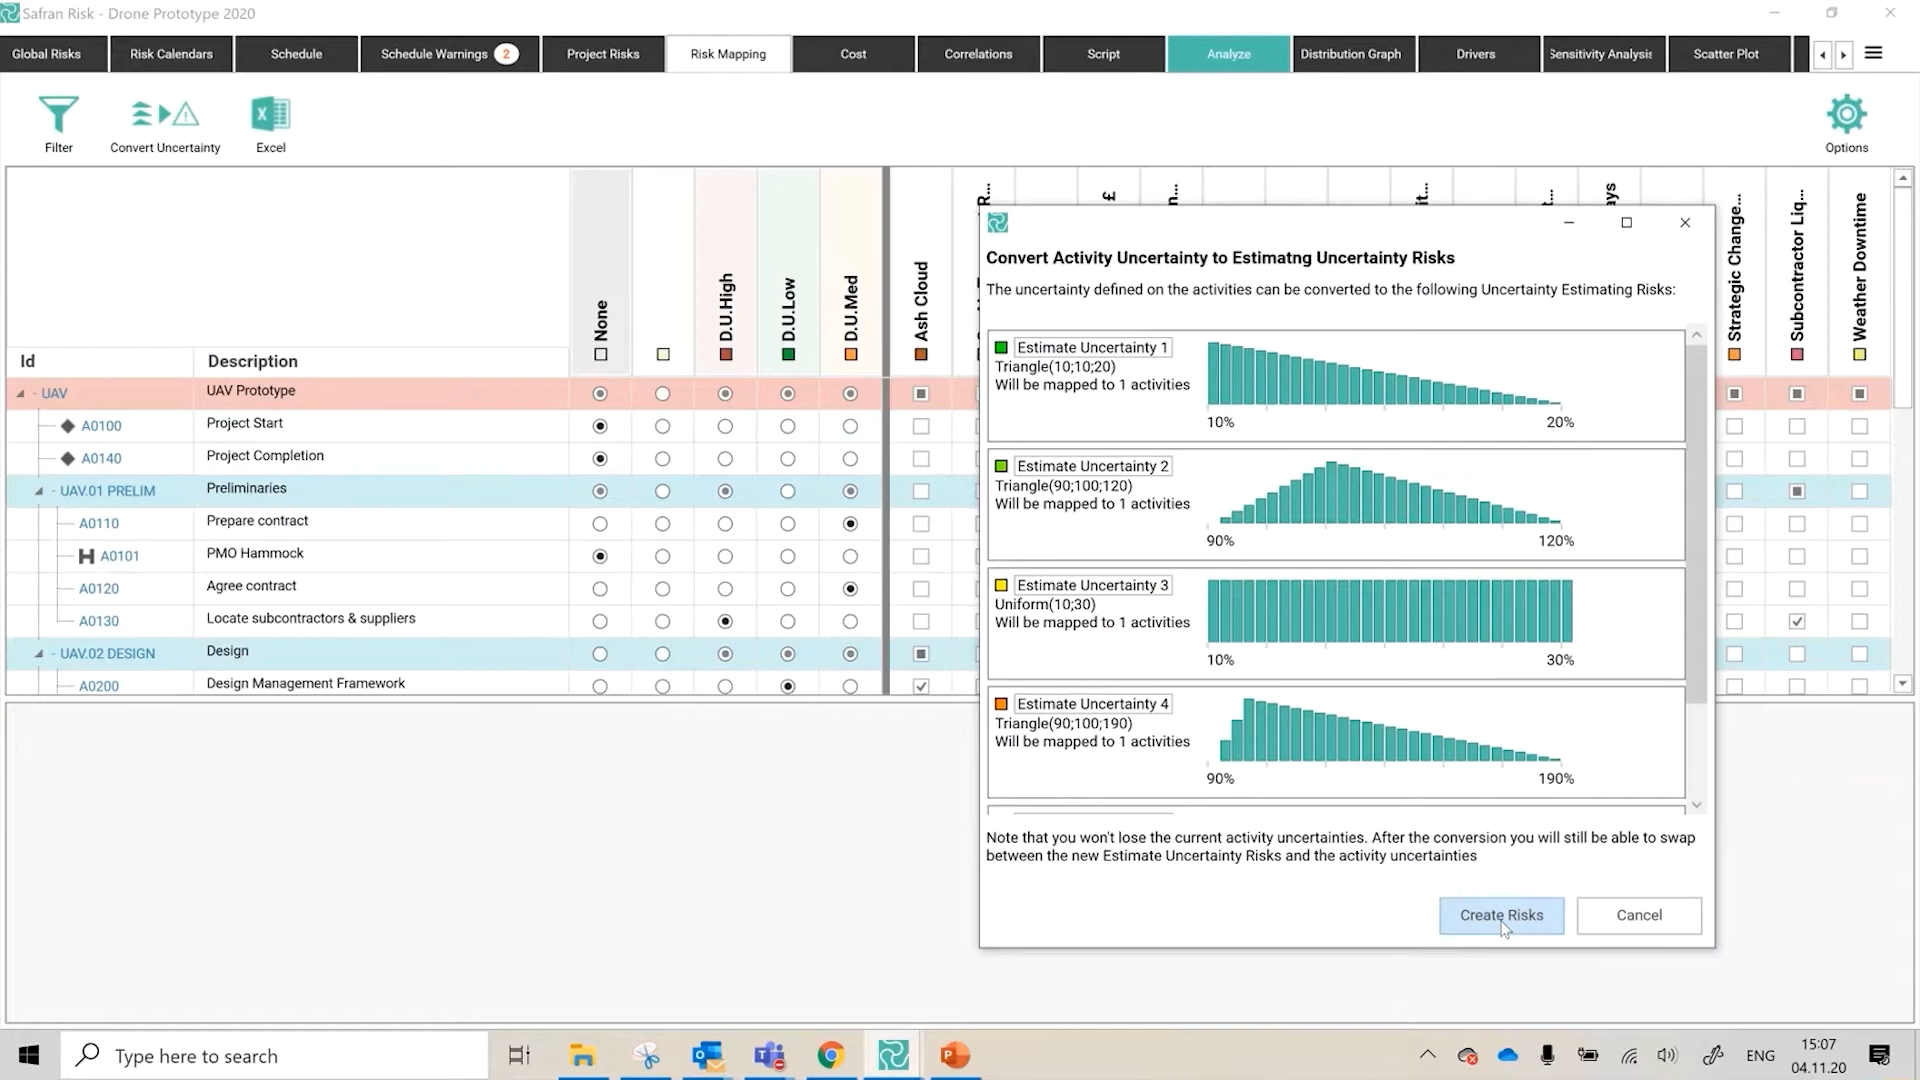 Safran Risk - Drone Prototype 2020
Global Risks
Risk Calendars
Schedule
Schedule Warnings 2
Project Risks
Risk Mapping
Cost
Correlations
Script
Analyze
Distribution Graph
Drivers
Sensitivity Analysis
Scatter Plot
Filter
Convert Uncertainty
Excel
Options
Id
Description
None
D.U.High
D.U.Low
D.U.Med
Ash Cloud
R...
£
n...
it...
t...
ays
Strategic Change...
Subcontractor Liq...
Weather Downtime
UAV UAV Prototype
A0100 Project Start
A0140 Project Completion
UAV.01 PRELIM Preliminaries
A0110 Prepare contract
A0101 PMO Hammock
A0120 Agree contract
A0130 Locate subcontractors & suppliers
UAV.02 DESIGN Design
A0200 Design Management Framework
Convert Activity Uncertainty to Estimatng Uncertainty Risks
The uncertainty defined on the activities can be converted to the following Uncertainty Estimating Risks:
Estimate Uncertainty 1
Triangle(10;10;20)
Will be mapped to 1 activities
10% 20%
Estimate Uncertainty 2
Triangle(90;100;120)
Will be mapped to 1 activities
90% 120%
Estimate Uncertainty 3
Uniform(10;30)
Will be mapped to 1 activities
10% 30%
Estimate Uncertainty 4
Triangle(90;100;190)
Will be mapped to 1 activities
90% 190%
Note that you won't lose the current activity uncertainties. After the conversion you will still be able to swap
between the new Estimate Uncertainty Risks and the activity uncertainties
Create Risks
Cancel
Type here to search
ENG
15:07
04.11.20